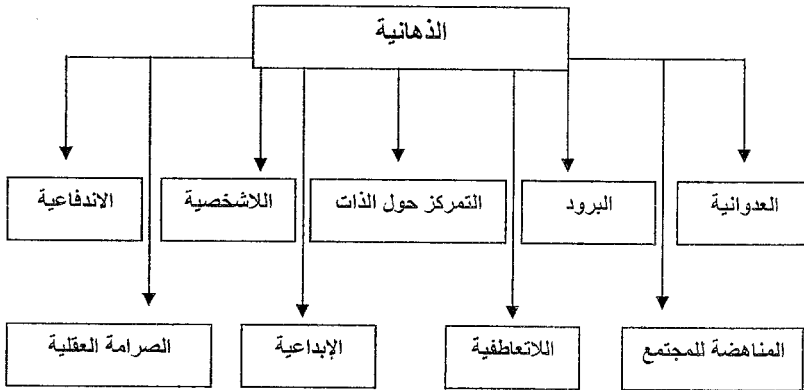 الذهانية
العدوانية
البرود
التمركز حول الذات
اللاشخصية
الاندفاعية
المناهضة للمجتمع
اللاتعاطفية
الإبداعية
الصرامة العقلية